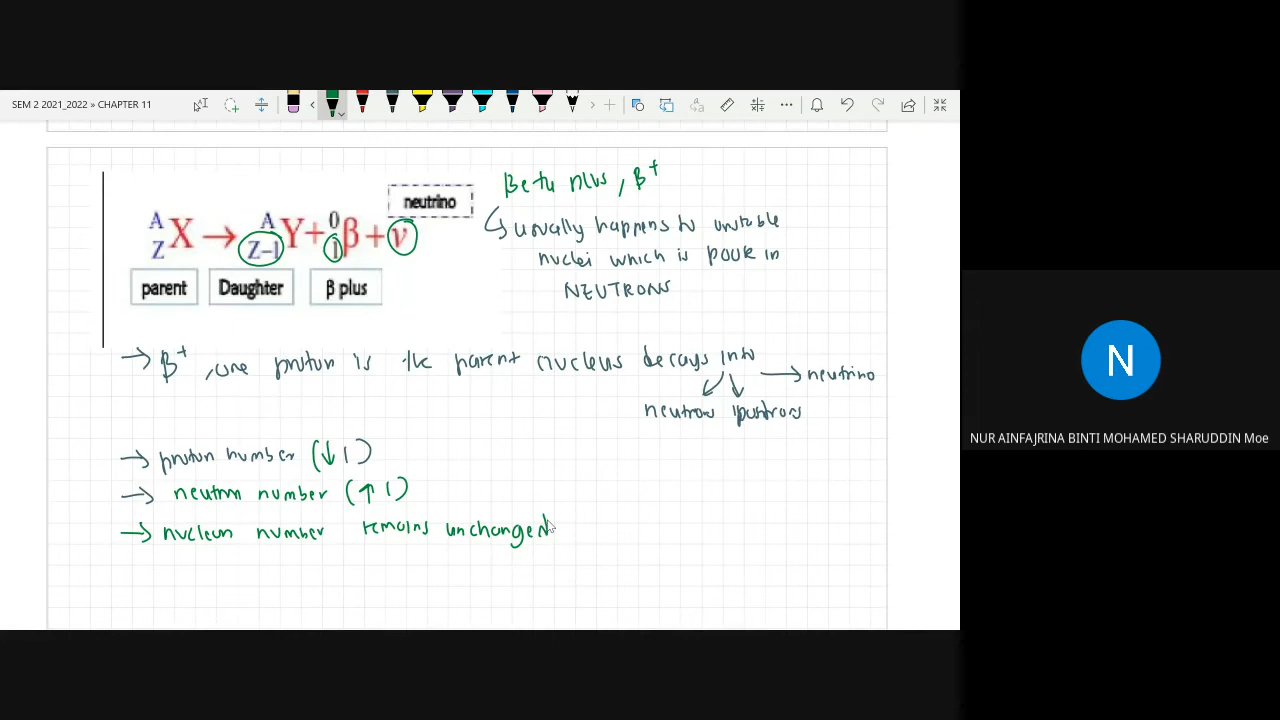 SEM 2 2021_2022 » CHAPTER 11
Beta plus, β⁺
neutrino
A Z X → A Z-1 Y + 0 1 β + ν
parent Daughter β plus
usually happens to unstable
nuclei which is poor in
NEUTRONS
→ β⁺, one proton is the parent nucleus decays into
→ neutrino
neutron positron
→ proton number (↓ 1)
→ neutron number (↑ 1)
→ nucleon number remains unchanged
N
NUR AINFAJRINA BINTI MOHAMED SHARUDDIN Moe